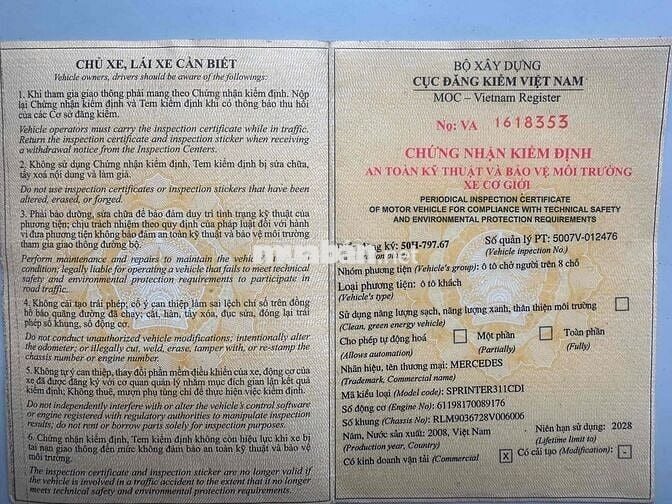 CHỦ XE, LÁI XE CẦN BIẾT
Vehicle owners, drivers should be aware of the followings:
1. Khi tham gia giao thông phải mang theo Chứng nhận kiểm định. Nộp
lại Chứng nhận kiểm định và Tem kiểm định khi có thông báo thu hồi
của các Cơ sở đăng kiểm.
Vehicle operators must carry the inspection certificate while in traffic.
Return the inspection certificate and inspection sticker when receiving
a withdrawal notice from the Inspection Centers.
2. Không sử dụng Chứng nhận kiểm định, Tem kiểm định bị sửa chữa,
tẩy xoá nội dung và làm giả.
Do not use inspection certificates or inspection stickers that have been
altered, erased, or forged.
3. Phải bảo dưỡng, sửa chữa để bảo đảm duy trì tình trạng kỹ thuật của
phương tiện; chịu trách nhiệm theo quy định của pháp luật đối với hành
vi đưa phương tiện không bảo đảm an toàn kỹ thuật và bảo vệ môi trường
tham gia giao thông đường bộ.
Perform maintenance and repairs to maintain the vehicle's
condition; legally liable for operating a vehicle that fails to meet technical
safety and environmental protection requirements to participate in
road traffic.
4. Không cải tạo trái phép; cố ý can thiệp làm sai lệch chỉ số trên đồng
hồ báo quãng đường đã chạy; cắt, hàn, tẩy xóa, đục sửa, đóng lại trái
phép số khung, số động cơ.
Do not conduct unauthorized vehicle modifications; intentionally alter
the odometer; or illegally cut, weld, erase, tamper with, or re-stamp the
chassis number or engine number.
5. Không tự ý can thiệp, thay đổi phần mềm điều khiển của xe, động cơ của
xe đã được đăng ký với cơ quan quản lý nhằm mục đích gian lận kết quả
kiểm định; Không thuê, mượn phụ tùng chỉ để thực hiện việc kiểm định.
Do not independently interfere with or alter the vehicle's control software
or engine registered with regulatory authorities to manipulate inspection
results; do not rent or borrow parts solely for inspection purposes.
6. Chứng nhận kiểm định, Tem kiểm định không còn hiệu lực khi xe bị
tai nạn giao thông đến mức không đảm bảo an toàn kỹ thuật và bảo vệ
môi trường.
The inspection certificate and inspection sticker are no longer valid if
the vehicle is involved in a traffic accident to the extent that it no longer
meets technical safety and environmental protection requirements.
BỘ XÂY DỰNG
CỤC ĐĂNG KIỂM VIỆT NAM
MOC – Vietnam Register
No: VA 1618353
CHỨNG NHẬN KIỂM ĐỊNH
AN TOÀN KỸ THUẬT VÀ BẢO VỆ MÔI TRƯỜNG
XE CƠ GIỚI
PERIODICAL INSPECTION CERTIFICATE
OF MOTOR VEHICLE FOR COMPLIANCE WITH TECHNICAL SAFETY
AND ENVIRONMENTAL PROTECTION REQUIREMENTS
muaban.net
đăng ký: 50H-797.67 Số quản lý PT: 5007V-012476
(Vehicle inspection No.)
Nhóm phương tiện (Vehicle's group): ô tô chở người trên 8 chỗ
Loại phương tiện: ô tô khách
(Vehicle's type)
Sử dụng năng lượng sạch, năng lượng xanh, thân thiện môi trường
(Clean, green energy vehicle)
Cho phép tự động hoá Một phần Toàn phần
(Allows automation) (Partially) (Fully)
Nhãn hiệu, tên thương mại: MERCEDES
(Trademark, Commercial name)
Mã kiểu loại (Model code): SPRINTER311CDI
Số động cơ (Engine No): 61198170089176
Số khung (Chassis No): RLM9036728V006006
Năm, Nước sản xuất: 2008, Việt Nam Niên hạn sử dụng: 2028
(Production year, Country) (Lifetime limit to)
Có kinh doanh vận tải (Commercial X Có cải tạo (Modification): -